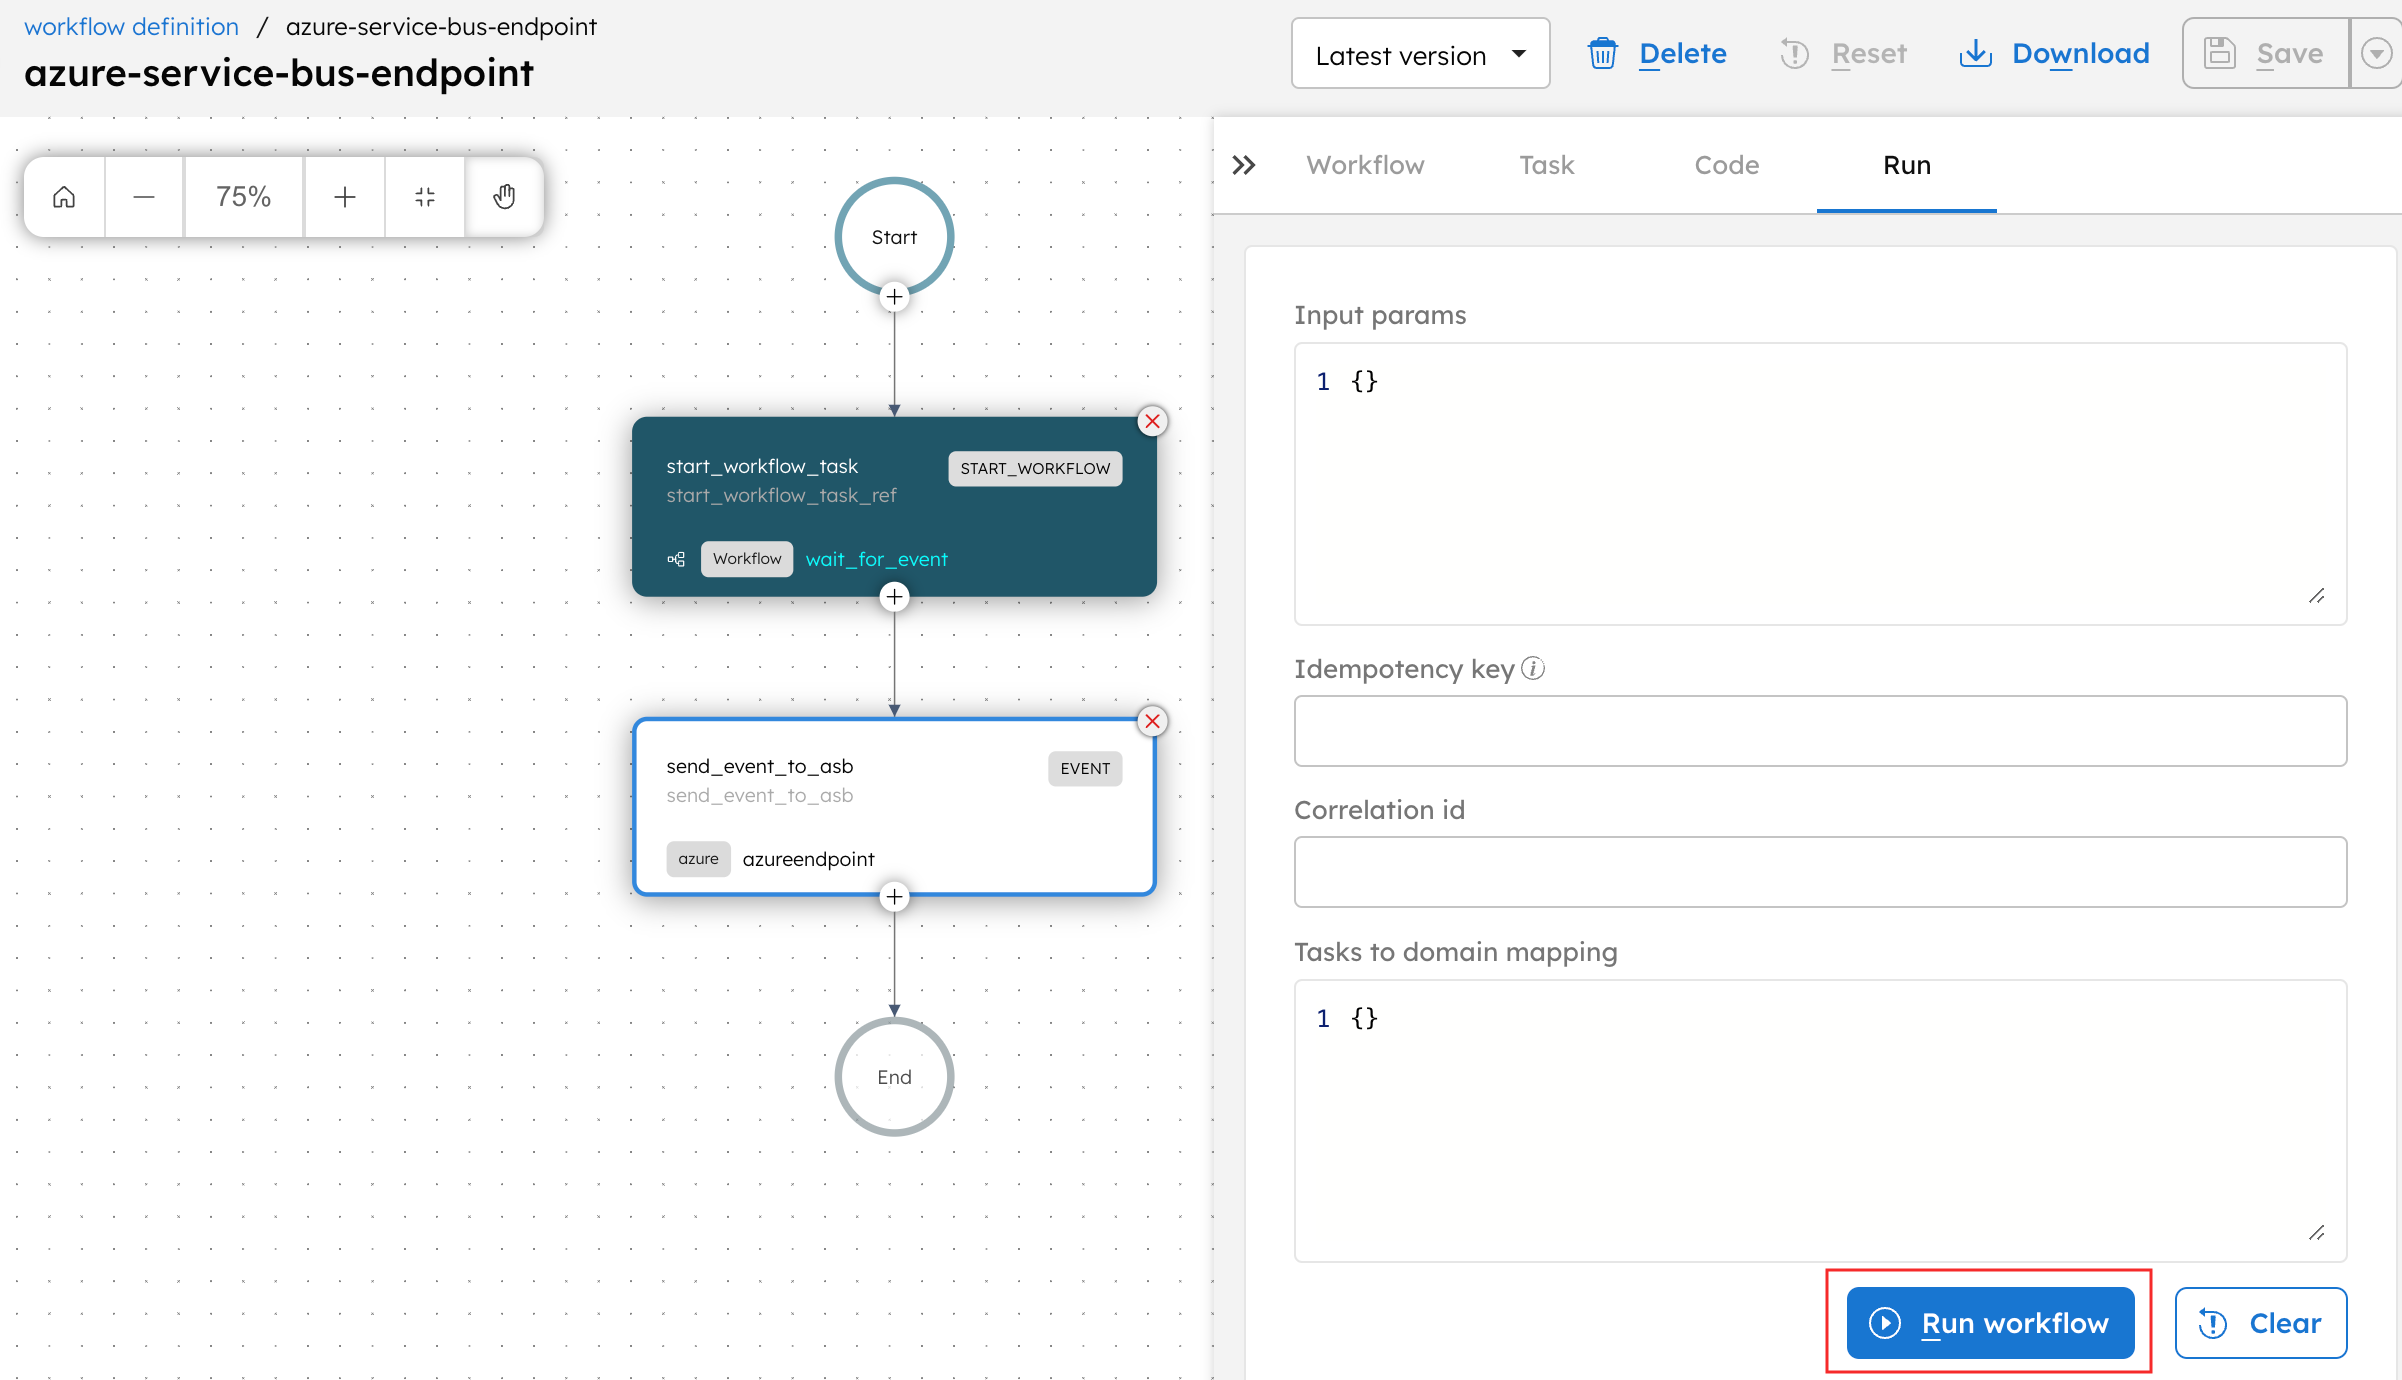 workflow definition / azure-service-bus-endpoint
azure-service-bus-endpoint
Latest version
Delete
Reset
Download
Save
75%
Start
start_workflow_task
START_WORKFLOW
start_workflow_task_ref
Workflow wait_for_event
send_event_to_asb
EVENT
send_event_to_asb
azure azureendpoint
End
Workflow
Task
Code
Run
Input params
1 {}
Idempotency key
Correlation id
Tasks to domain mapping
1 {}
Run workflow
Clear